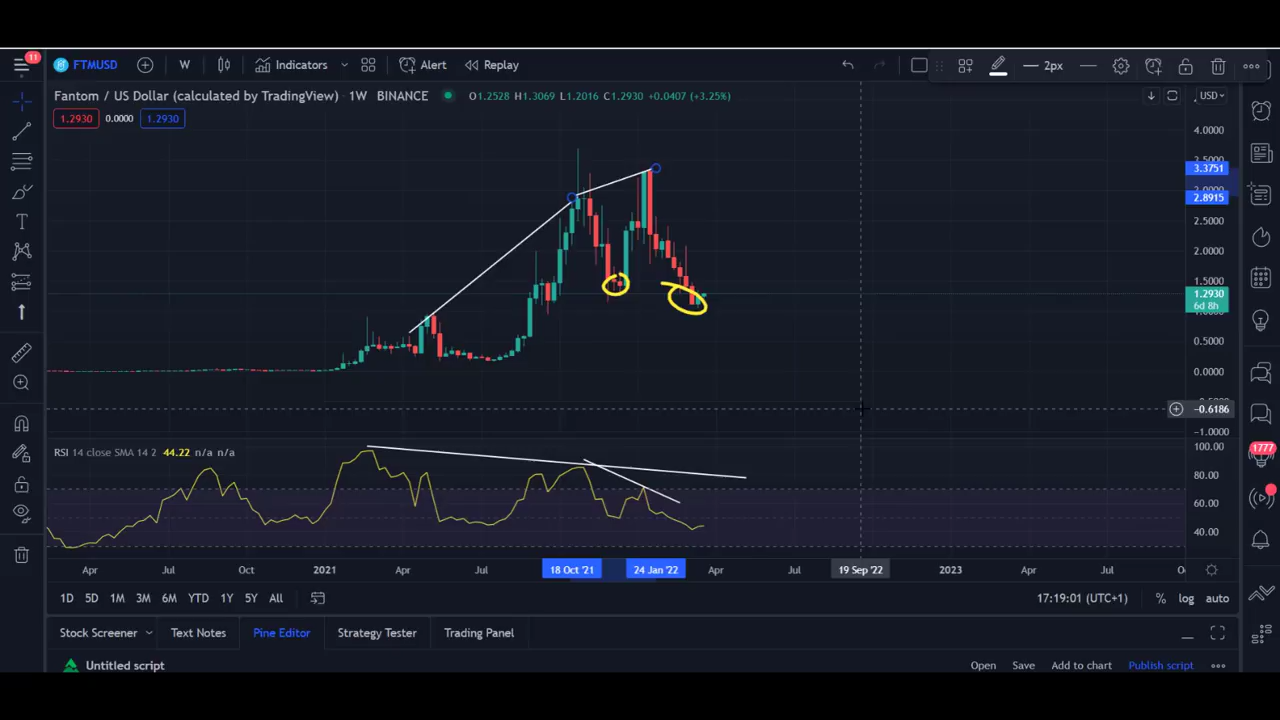 11
FTMUSD
W
Indicators
Alert
Replay
2px
Fantom / US Dollar (calculated by TradingView) · 1W · BINANCE
O1.2528 H1.3069 L1.2016 C1.2930 +0.0407 (+3.25%)
USD
1.2930 0.0000 1.2930
4.0000
3.5000
3.3751
2.8915
2.5000
2.0000
1.5000
1.2930
6d 8h
0.5000
0.0000
−0.6186
−1.0000
RSI 14 close SMA 14 2 44.22 n/a n/a
100.00
80.00
60.00
40.00
1777
Apr Jul Oct 2021 Apr Jul 18 Oct '21 24 Jan '22 Apr Jul 19 Sep '22 2023 Apr Jul
1D 5D 1M 3M 6M YTD 1Y 5Y All
17:19:01 (UTC+1) % log auto
Stock Screener Text Notes Pine Editor Strategy Tester Trading Panel
Untitled script Open Save Add to chart Publish script